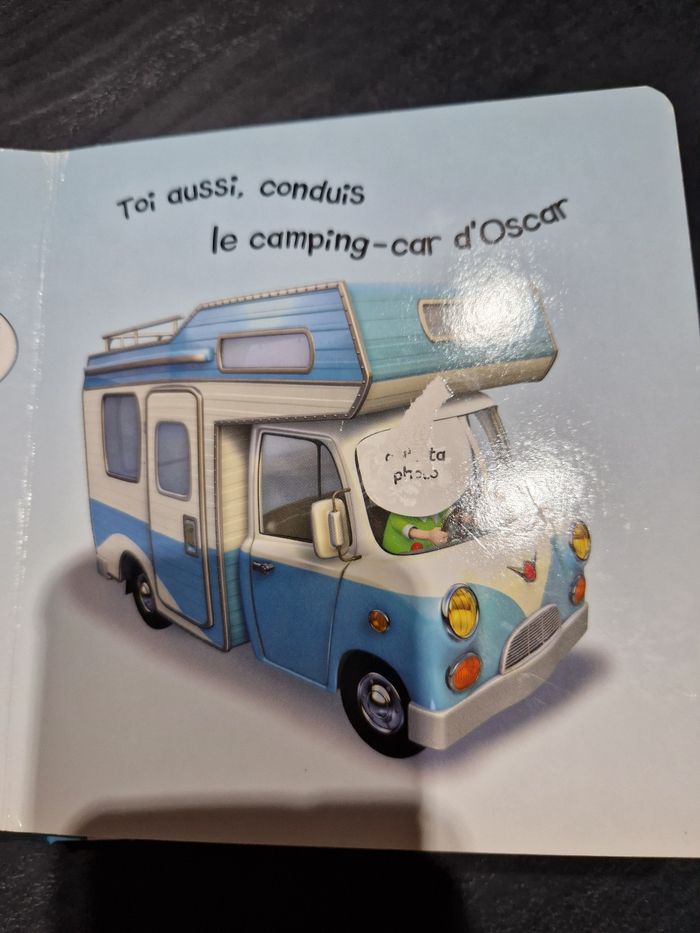 Toi aussi, conduis
le camping-car d'Oscar
ta
photo